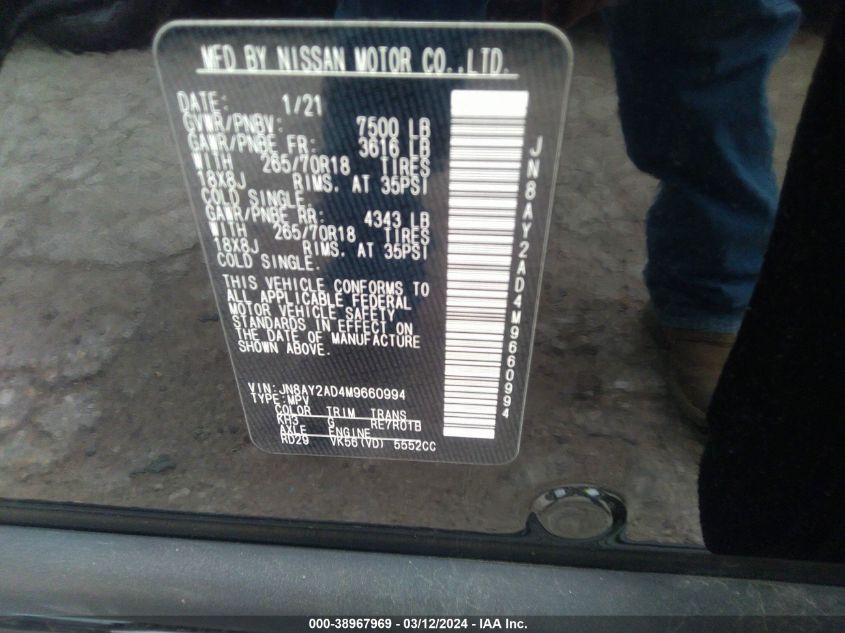 MFD BY NISSAN MOTOR CO.,LTD.
DATE: 1/21
GVWR/PNBV: 7500 LB
GAWR/PNBE FR: 3616 LB
WITH 265/70R18 TIRES
18X8J RIMS. AT 35PSI
COLD SINGLE.
GAWR/PNBE RR: 4343 LB
WITH 265/70R18 TIRES
18X8J RIMS. AT 35PSI
COLD SINGLE.
THIS VEHICLE CONFORMS TO
ALL APPLICABLE FEDERAL
MOTOR VEHICLE SAFETY
STANDARDS IN EFFECT ON
THE DATE OF MANUFACTURE
SHOWN ABOVE.
VIN:JN8AY2AD4M9660994
TYPE:MPV
COLOR TRIM TRANS
KH3 G RE7R01B
AXLE ENGINE
RD29 VK56(VD) 5552CC
JN8AY2AD4M9660994
000-38967969 - 03/12/2024 - IAA Inc.